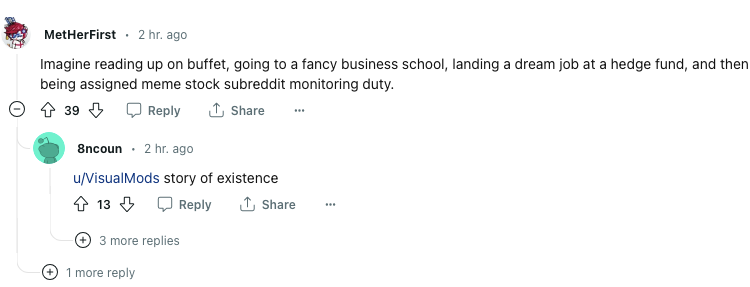 MetHerFirst • 2 hr. ago
Imagine reading up on buffet, going to a fancy business school, landing a dream job at a hedge fund, and then
being assigned meme stock subreddit monitoring duty.
39 Reply Share ...
8ncoun • 2 hr. ago
u/VisualMods story of existence
13 Reply Share ...
3 more replies
1 more reply